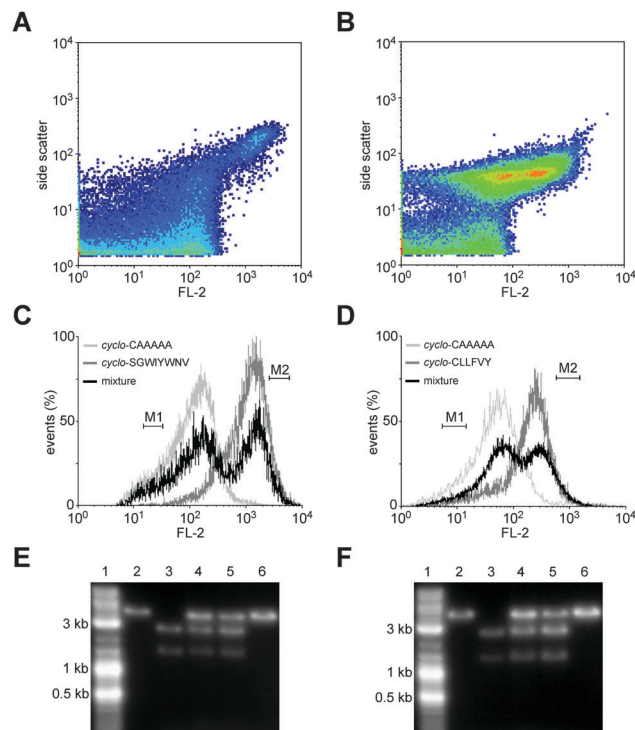 A
B
10⁴
10³
10²
10¹
10⁰
side scatter
10⁰ 10¹ 10² 10³ 10⁴
FL-2
10⁴
10³
10²
10¹
10⁰
side scatter
10⁰ 10¹ 10² 10³ 10⁴
FL-2
C
D
100
50
0
events (%)
cyclo-CAAAAA
cyclo-SGWIYWNV
mixture
M1
M2
10⁰ 10¹ 10² 10³ 10⁴
FL-2
100
50
0
events (%)
cyclo-CAAAAA
cyclo-CLLFVY
mixture
M1
M2
10⁰ 10¹ 10² 10³ 10⁴
FL-2
E
F
1 2 3 4 5 6
3 kb
1 kb
0.5 kb
1 2 3 4 5 6
3 kb
1 kb
0.5 kb